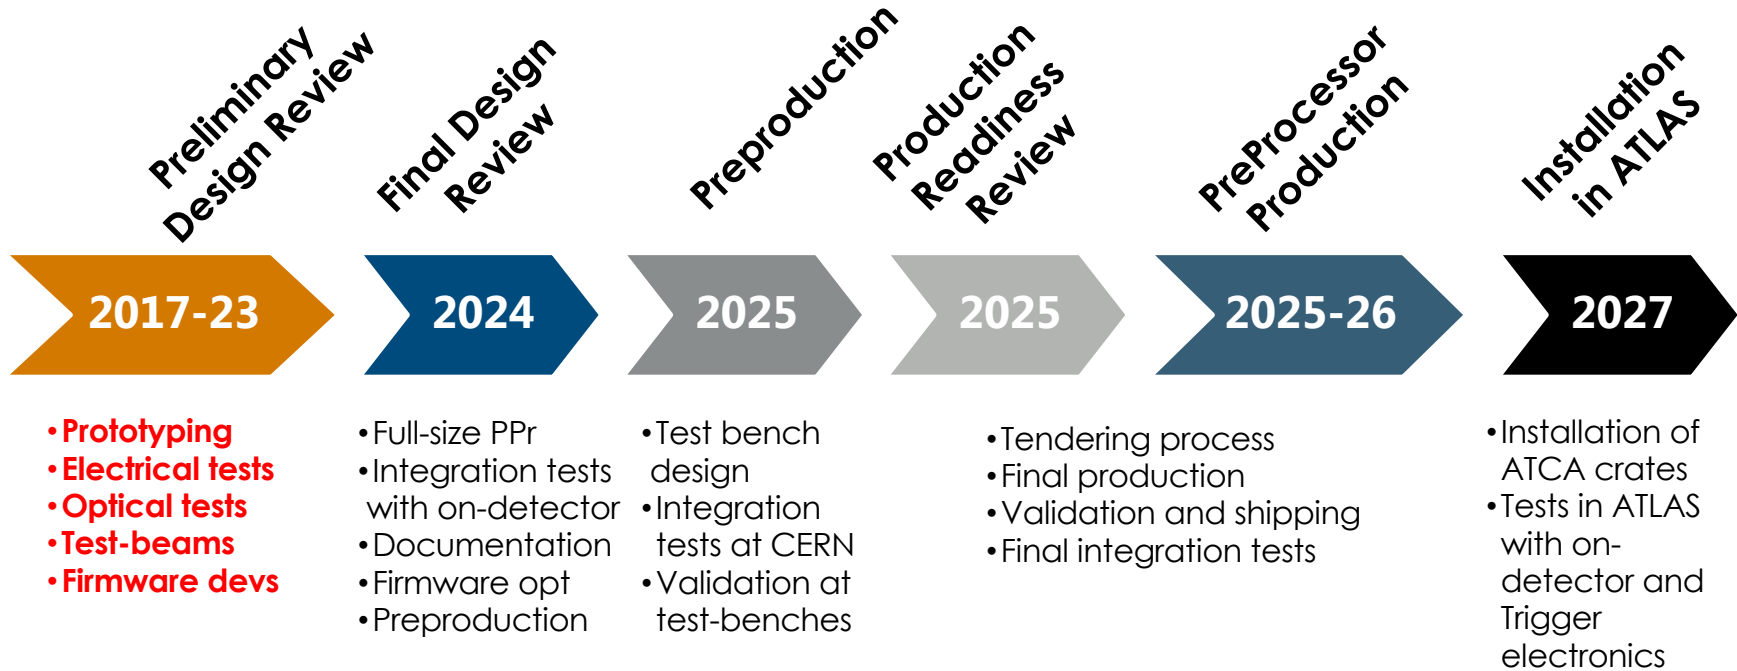 Preliminary
Design Review
Final Design
Review
Preproduction
Production
Readiness
Review
PreProcessor
Production
Installation
in ATLAS
2017-23
2024
2025
2025
2025-26
2027
•Prototyping
•Electrical tests
•Optical tests
•Test-beams
•Firmware devs
•Full-size PPr
•Integration tests
with on-detector
•Documentation
•Firmware opt
•Preproduction
•Test bench
design
•Integration
tests at CERN
•Validation at
test-benches
•Tendering process
•Final production
•Validation and shipping
•Final integration tests
•Installation of
ATCA crates
•Tests in ATLAS
with on-
detector and
Trigger
electronics